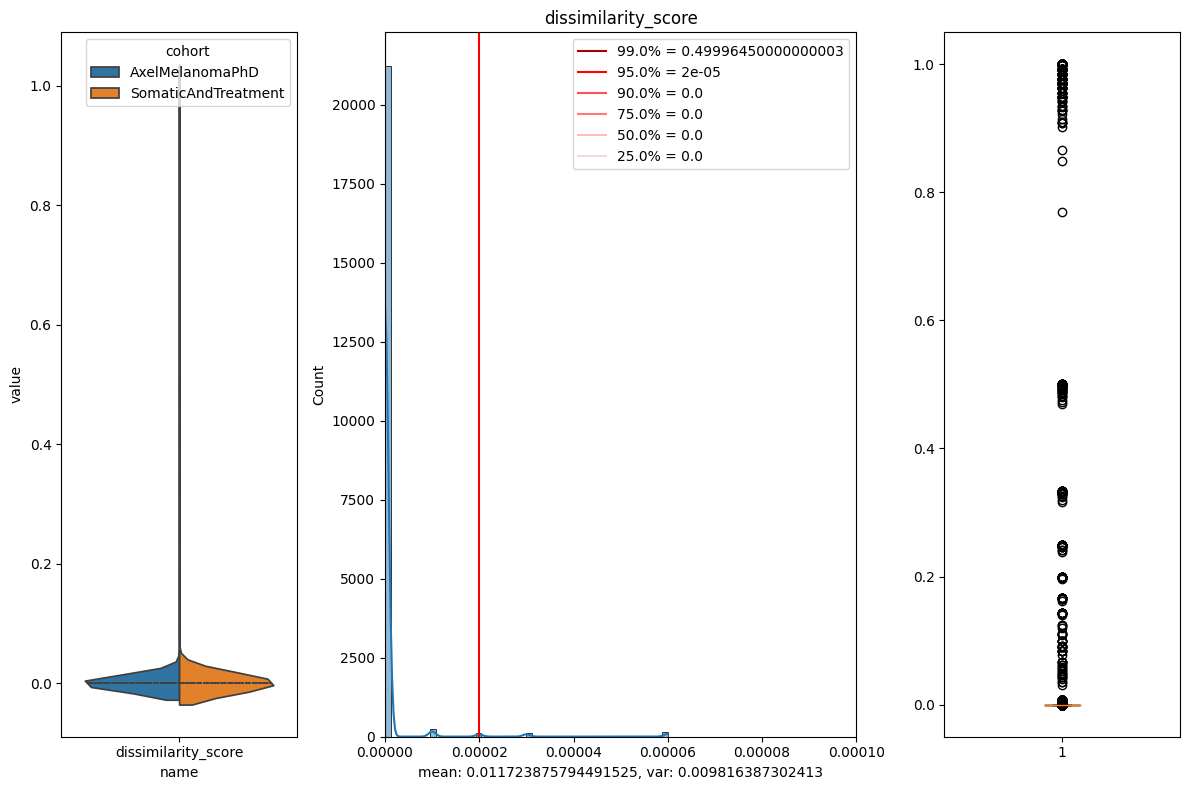 cohort
AxelMelanomaPhD
SomaticAndTreatment
1.0
0.8
0.6
0.4
0.2
0.0
value
dissimilarity_score
name
dissimilarity_score
99.0% = 0.49996450000000003
95.0% = 2e-05
90.0% = 0.0
75.0% = 0.0
50.0% = 0.0
25.0% = 0.0
20000
17500
15000
12500
10000
7500
5000
2500
0
Count
0.00000 0.00002 0.00004 0.00006 0.00008 0.00010
mean: 0.011723875794491525, var: 0.009816387302413
1.0
0.8
0.6
0.4
0.2
0.0
1